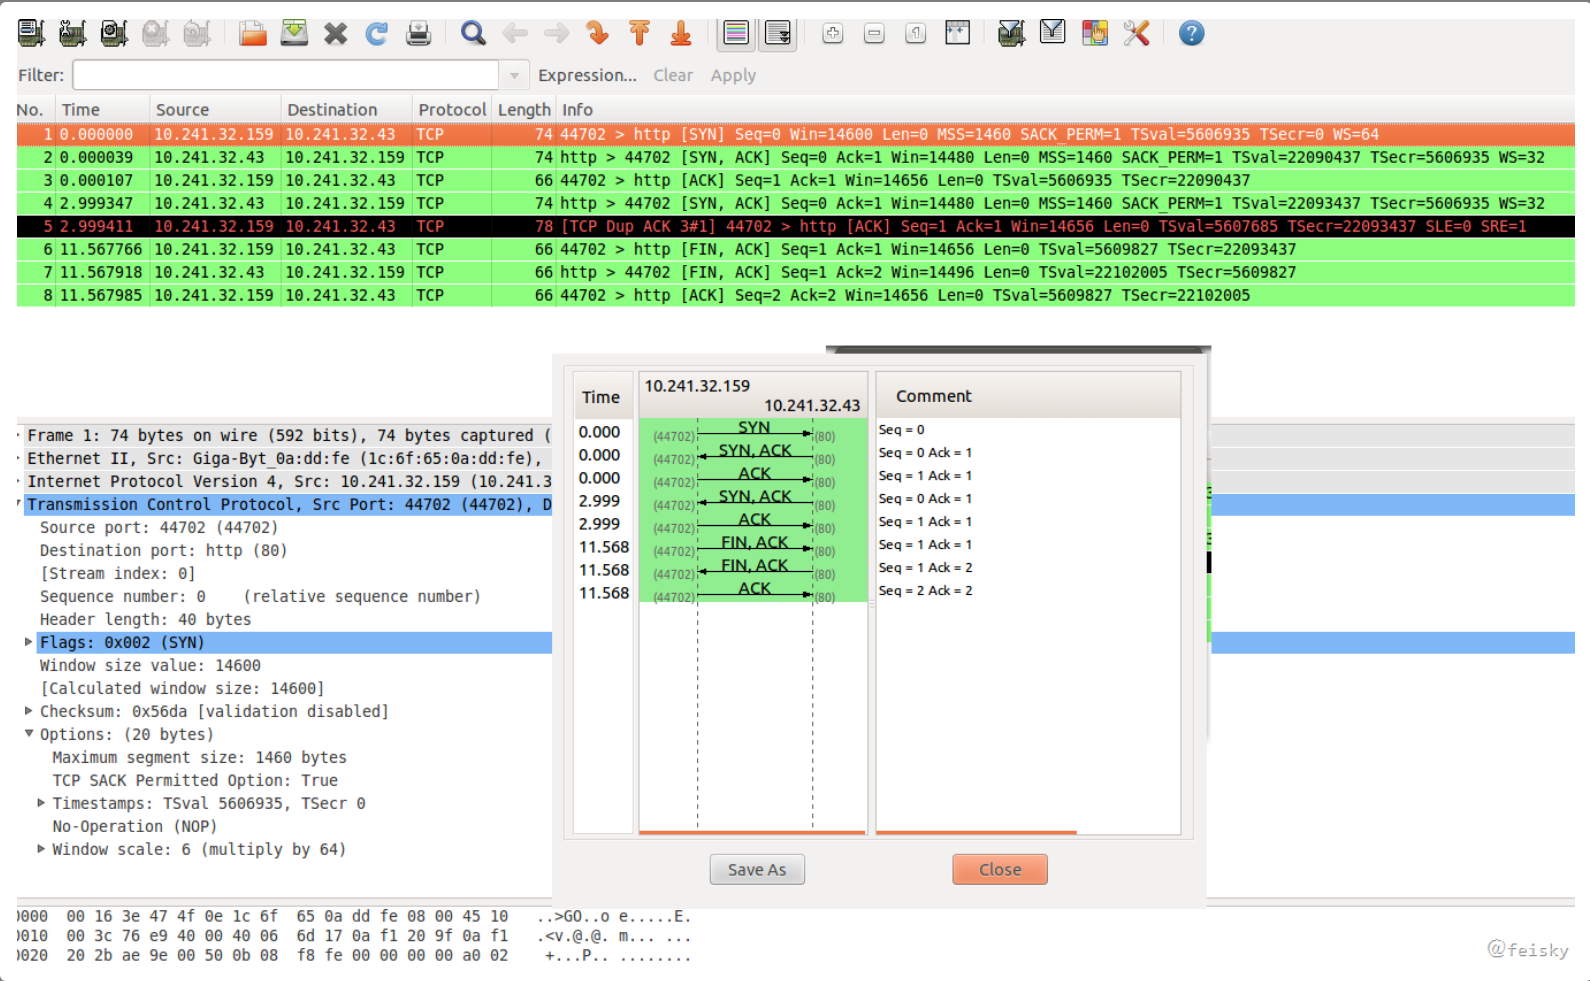 Filter: Expression... Clear Apply
No. Time Source Destination Protocol Length Info
1 0.000000 10.241.32.159 10.241.32.43 TCP 74 44702 > http [SYN] Seq=0 Win=14600 Len=0 MSS=1460 SACK_PERM=1 TSval=5606935 TSecr=0 WS=64
2 0.000039 10.241.32.43 10.241.32.159 TCP 74 http > 44702 [SYN, ACK] Seq=0 Ack=1 Win=14480 Len=0 MSS=1460 SACK_PERM=1 TSval=22090437 TSecr=5606935 WS=32
3 0.000107 10.241.32.159 10.241.32.43 TCP 66 44702 > http [ACK] Seq=1 Ack=1 Win=14656 Len=0 TSval=5606935 TSecr=22090437
4 2.999347 10.241.32.43 10.241.32.159 TCP 74 http > 44702 [SYN, ACK] Seq=0 Ack=1 Win=14480 Len=0 MSS=1460 SACK_PERM=1 TSval=22093437 TSecr=5606935 WS=32
5 2.999411 10.241.32.159 10.241.32.43 TCP 78 [TCP Dup ACK 3#1] 44702 > http [ACK] Seq=1 Ack=1 Win=14656 Len=0 TSval=5607685 TSecr=22093437 SLE=0 SRE=1
6 11.567766 10.241.32.159 10.241.32.43 TCP 66 44702 > http [FIN, ACK] Seq=1 Ack=1 Win=14656 Len=0 TSval=5609827 TSecr=22093437
7 11.567918 10.241.32.43 10.241.32.159 TCP 66 http > 44702 [FIN, ACK] Seq=1 Ack=2 Win=14496 Len=0 TSval=22102005 TSecr=5609827
8 11.567985 10.241.32.159 10.241.32.43 TCP 66 44702 > http [ACK] Seq=2 Ack=2 Win=14656 Len=0 TSval=5609827 TSecr=22102005
Time 10.241.32.159 10.241.32.43 Comment
0.000 (44702) SYN (80) Seq = 0
0.000 (44702) SYN, ACK (80) Seq = 0 Ack = 1
0.000 (44702) ACK (80) Seq = 1 Ack = 1
2.999 (44702) SYN, ACK (80) Seq = 0 Ack = 1
2.999 (44702) ACK (80) Seq = 1 Ack = 1
11.568 (44702) FIN, ACK (80) Seq = 1 Ack = 1
11.568 (44702) FIN, ACK (80) Seq = 1 Ack = 2
11.568 (44702) ACK (80) Seq = 2 Ack = 2
Save As Close
Frame 1: 74 bytes on wire (592 bits), 74 bytes captured (
Ethernet II, Src: Giga-Byt_0a:dd:fe (1c:6f:65:0a:dd:fe),
Internet Protocol Version 4, Src: 10.241.32.159 (10.241.3
Transmission Control Protocol, Src Port: 44702 (44702), D
Source port: 44702 (44702)
Destination port: http (80)
[Stream index: 0]
Sequence number: 0 (relative sequence number)
Header length: 40 bytes
Flags: 0x002 (SYN)
Window size value: 14600
[Calculated window size: 14600]
Checksum: 0x56da [validation disabled]
Options: (20 bytes)
Maximum segment size: 1460 bytes
TCP SACK Permitted Option: True
Timestamps: TSval 5606935, TSecr 0
No-Operation (NOP)
Window scale: 6 (multiply by 64)
0000 00 16 3e 47 4f 0e 1c 6f 65 0a dd fe 08 00 45 10 ..>GO..o e.....E.
0010 00 3c 76 e9 40 00 40 06 6d 17 0a f1 20 9f 0a f1 .<v.@.@. m... ...
0020 20 2b ae 9e 00 50 0b 08 f8 fe 00 00 00 00 a0 02 +...P.. ........
@feisky